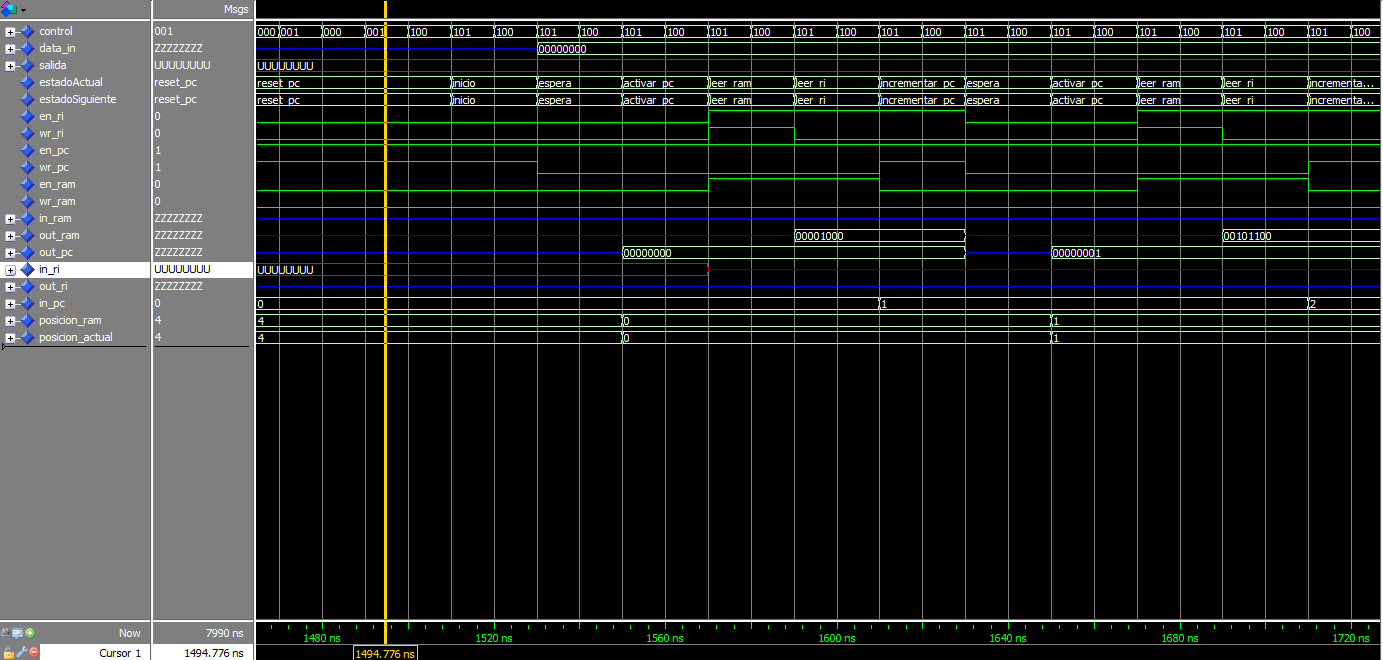 Msgs
control 001 000 001 000 001 100 101 100 101 100 101 100 101 100 101 100 101 100 101 100 101 100 101 100 101 100
data_in ZZZZZZZZ 00000000
salida UUUUUUUU UUUUUUUU
estadoActual reset_pc reset_pc inicio espera activar_pc leer_ram leer_ri incrementar_pc espera activar_pc leer_ram leer_ri incrementa...
estadoSiguiente reset_pc reset_pc inicio espera activar_pc leer_ram leer_ri incrementar_pc espera activar_pc leer_ram leer_ri incrementa...
en_ri 0
wr_ri 0
en_pc 1
wr_pc 1
en_ram 0
wr_ram 0
in_ram ZZZZZZZZ
out_ram ZZZZZZZZ 00001000 00101100
out_pc ZZZZZZZZ 00000000 00000001
in_ri UUUUUUUU UUUUUUUU
out_ri ZZZZZZZZ
in_pc 0 0 1 2
posicion_ram 4 4 0 1
posicion_actual 4 4 0 1
Now 7990 ns 1480 ns 1520 ns 1560 ns 1600 ns 1640 ns 1680 ns 1720 ns
Cursor 1 1494.776 ns 1494.776 ns